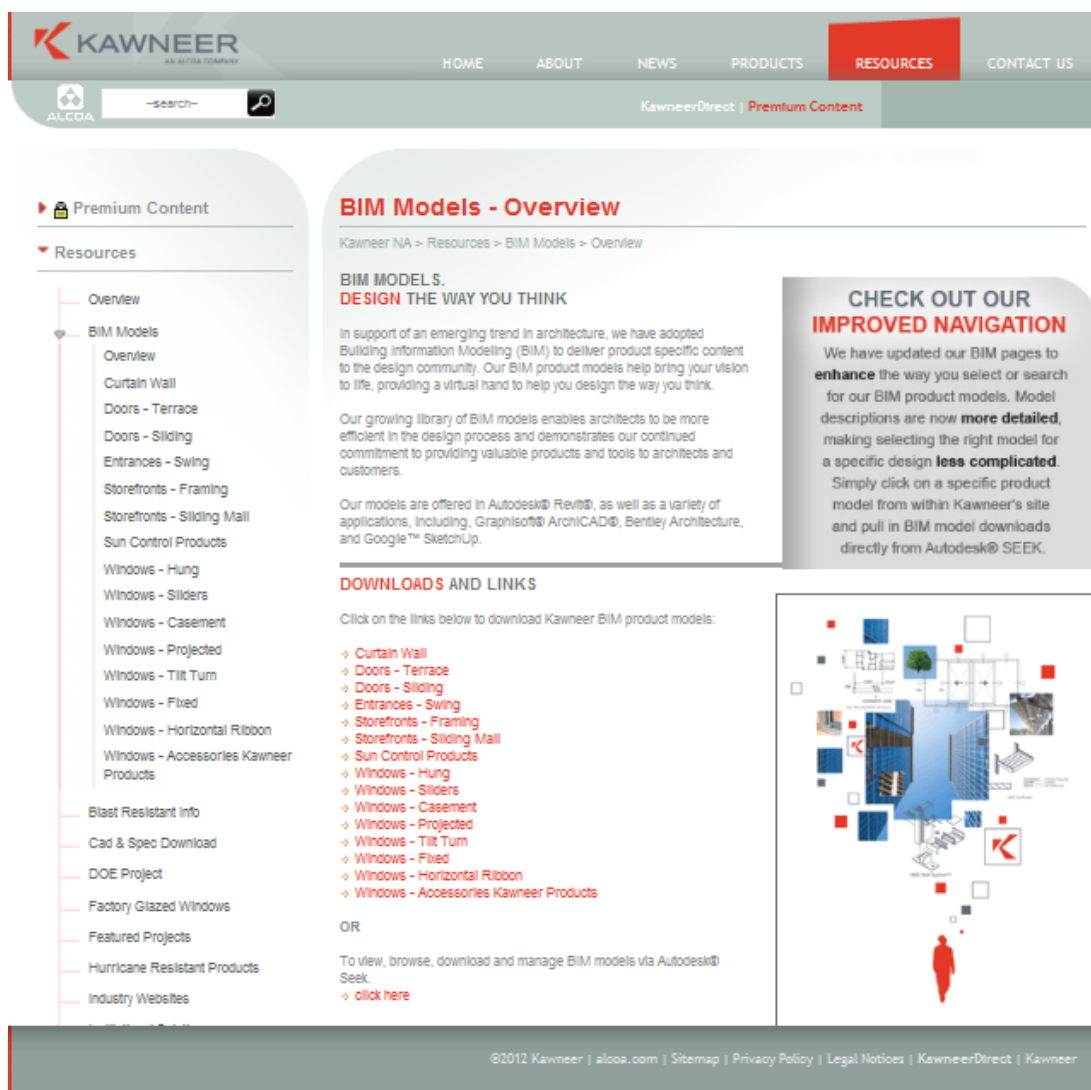 KAWNEER
AN ALCOA COMPANY
HOME
ABOUT
NEWS
PRODUCTS
RESOURCES
CONTACT US
ALCOA
--search--
KawneerDirect | Premium Content
Premium Content
Resources
Overview
BIM Models
Overview
Curtain Wall
Doors - Terrace
Doors - Sliding
Entrances - Swing
Storefronts - Framing
Storefronts - Sliding Mall
Sun Control Products
Windows - Hung
Windows - Sliders
Windows - Casement
Windows - Projected
Windows - Tilt Turn
Windows - Fixed
Windows - Horizontal Ribbon
Windows - Accessories Kawneer
Products
Blast Resistant Info
Cad & Spec Download
DOE Project
Factory Glazed Windows
Featured Projects
Hurricane Resistant Products
Industry Websites
BIM Models - Overview
Kawneer NA > Resources > BIM Models > Overview
BIM MODELS.
DESIGN THE WAY YOU THINK
In support of an emerging trend in architecture, we have adopted
Building Information Modeling (BIM) to deliver product specific content
to the design community. Our BIM product models help bring your vision
to life, providing a virtual hand to help you design the way you think.
Our growing library of BIM models enables architects to be more
efficient in the design process and demonstrates our continued
commitment to providing valuable products and tools to architects and
customers.
Our models are offered in Autodesk® Revit®, as well as a variety of
applications, including, Graphisoft® ArchiCAD®, Bentley Architecture,
and Google™ SketchUp.
DOWNLOADS AND LINKS
Click on the links below to download Kawneer BIM product models:
Curtain Wall
Doors - Terrace
Doors - Sliding
Entrances - Swing
Storefronts - Framing
Storefronts - Sliding Mall
Sun Control Products
Windows - Hung
Windows - Sliders
Windows - Casement
Windows - Projected
Windows - Tilt Turn
Windows - Fixed
Windows - Horizontal Ribbon
Windows - Accessories Kawneer Products
OR
To view, browse, download and manage BIM models via Autodesk®
Seek.
click here
CHECK OUT OUR
IMPROVED NAVIGATION
We have updated our BIM pages to
enhance the way you select or search
for our BIM product models. Model
descriptions are now more detailed,
making selecting the right model for
a specific design less complicated.
Simply click on a specific product
model from within Kawneer's site
and pull in BIM model downloads
directly from Autodesk® SEEK.
©2012 Kawneer | alcoa.com | Sitemap | Privacy Policy | Legal Notices | KawneerDirect | Kawneer